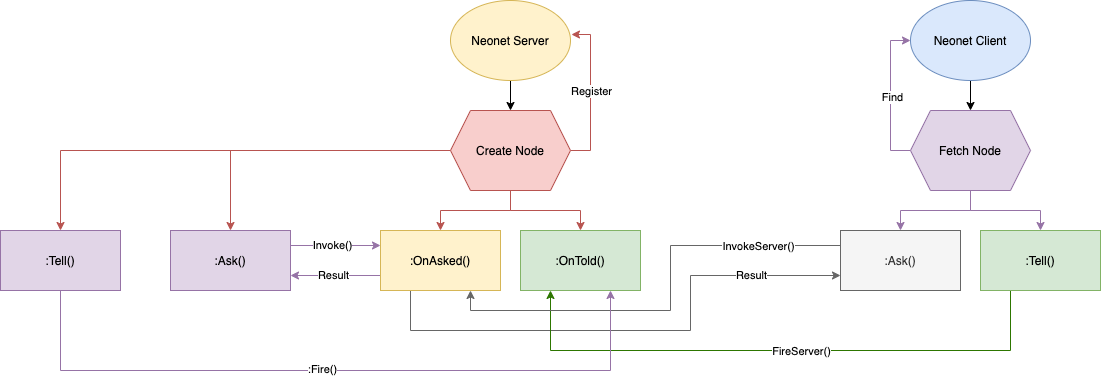 Neonet Server
Neonet Client
Register
Find
Create Node
Fetch Node
:Tell()
:Ask()
Invoke()
Result
:OnAsked()
:OnTold()
InvokeServer()
Result
:Ask()
:Tell()
FireServer()
:Fire()